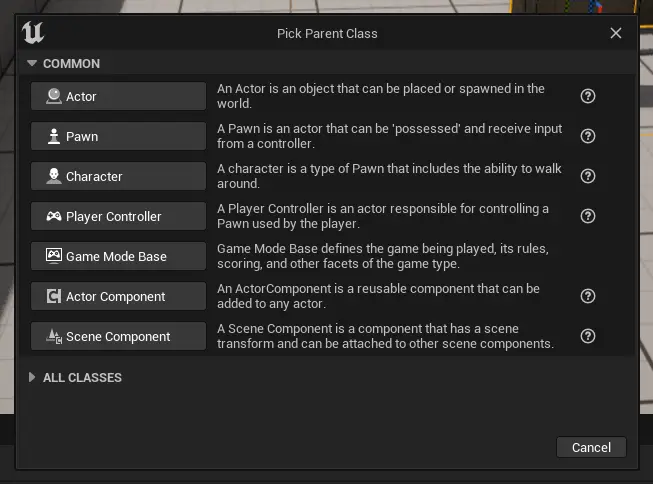 Pick Parent Class
COMMON
Actor
An Actor is an object that can be placed or spawned in the
world.
Pawn
A Pawn is an actor that can be 'possessed' and receive input
from a controller.
Character
A character is a type of Pawn that includes the ability to walk
around.
Player Controller
A Player Controller is an actor responsible for controlling a
Pawn used by the player.
Game Mode Base
Game Mode Base defines the game being played, its rules,
scoring, and other facets of the game type.
Actor Component
An ActorComponent is a reusable component that can be
added to any actor.
Scene Component
A Scene Component is a component that has a scene
transform and can be attached to other scene components.
ALL CLASSES
Cancel